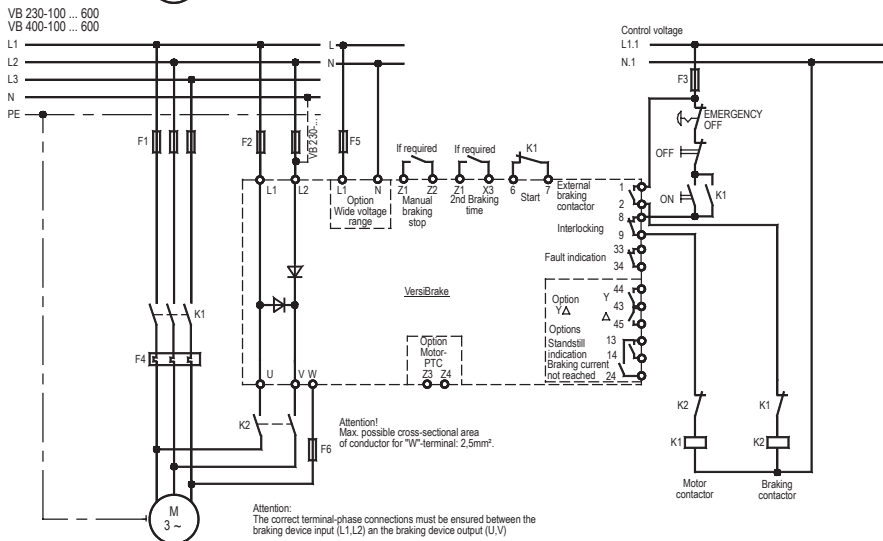 VB 230-100 ... 600
VB 400-100 ... 600
L1
L2
L3
N
PE
L
N
Control voltage
L1.1
N.1
F1
F2
VB 230-...
F5
F3
EMERGENCY
OFF
OFF
ON
K1
If required
If required
K1
L1
L2
L1
N
Z1
Z2
Z1
X3
6
7
Option
Wide voltage
range
Manual
braking
stop
2nd Braking
time
Start
External
braking
contactor
1
2
8
Interlocking
9
33
Fault indication
34
VersiBrake
44
Option
Y
43
Y∆
∆
45
Options
Standstill
indication
13
14
Braking current
not reached
24
K1
F4
Option
Motor-
PTC
Z3
Z4
U
V
W
K2
F6
Attention!
Max. possible cross-sectional area
of conductor for "W"-terminal: 2,5mm².
K2
K1
K1
K2
Motor
contactor
Braking
contactor
M
3 ~
Attention:
The correct terminal-phase connections must be ensured between the
braking device input (L1,L2) an the braking device output (U,V)